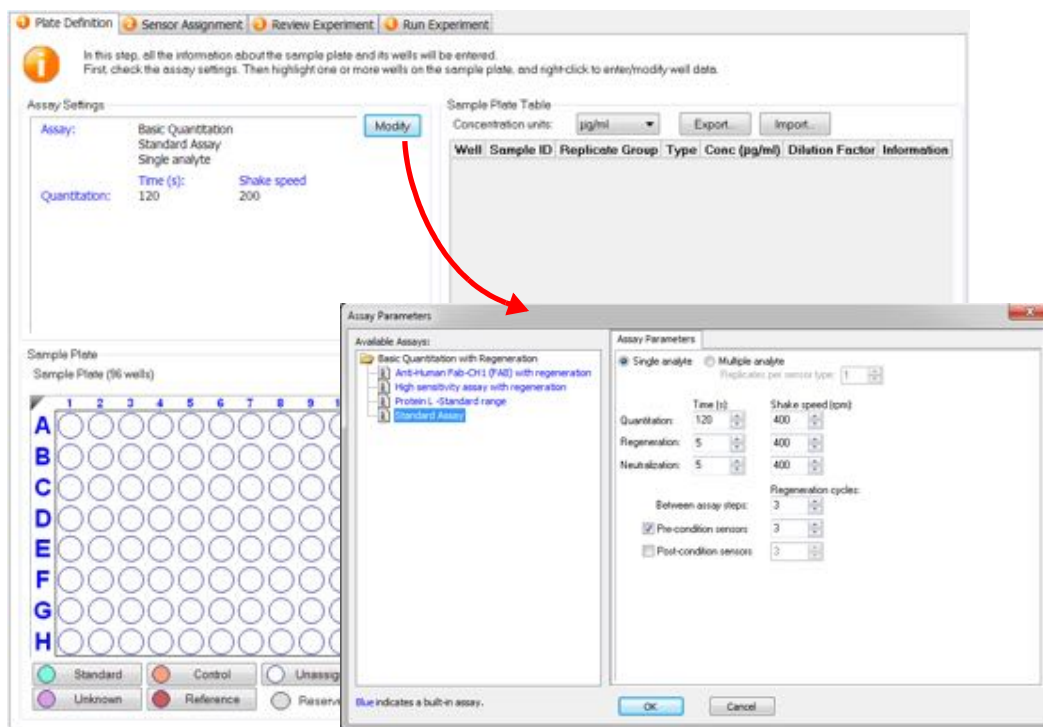 Plate Definition Sensor Assignment Review Experiment Run Experiment
In this step, all the information about the sample plate and its wells will be entered.
First, check the assay settings. Then highlight one or more wells on the sample plate, and right-click to enter/modify well data.
Assay Settings
Modify
Assay: Basic Quantitation
Standard Assay
Single analyte
Time (s): Shake speed
Quantitation: 120 200
Sample Plate Table
Concentration units: µg/ml Export... Import...
Well Sample ID Replicate Group Type Conc (µg/ml) Dilution Factor Information
Sample Plate
Sample Plate (96 wells)
1 2 3 4 5 6 7 8 9 1
A
B
C
D
E
F
G
H
Standard Control Unassig
Unknown Reference Reserve
Assay Parameters
Available Assays:
Basic Quantitation with Regeneration
Anti-Human Fab-CH1 (FAB) with regeneration
High sensitivity assay with regeneration
Protein L -Standard range
Standard Assay
Blue indicates a built-in assay.
Assay Parameters
Single analyte Multiple analyte
Replicates per sensor type: 1
Time (s): Shake speed (rpm):
Quantitation: 120 400
Regeneration: 5 400
Neutralization: 5 400
Regeneration cycles:
Between assay steps: 3
Pre-condition sensors 3
Post-condition sensors 3
OK Cancel